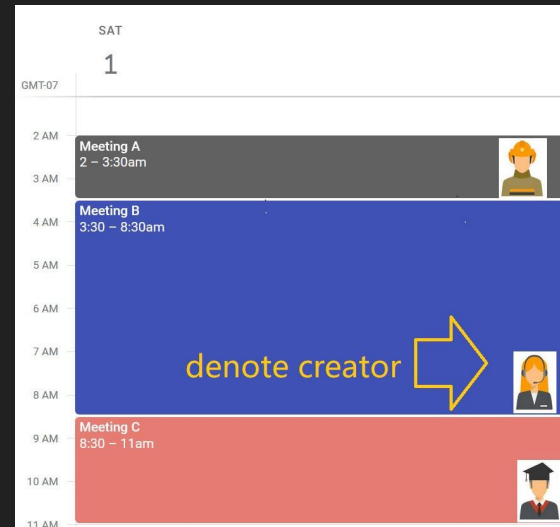 SAT
1
GMT-07
2 AM
Meeting A
2 – 3:30am
3 AM
Meeting B
3:30 – 8:30am
4 AM
5 AM
6 AM
7 AM
denote creator
8 AM
Meeting C
8:30 – 11am
9 AM
10 AM
11 AM